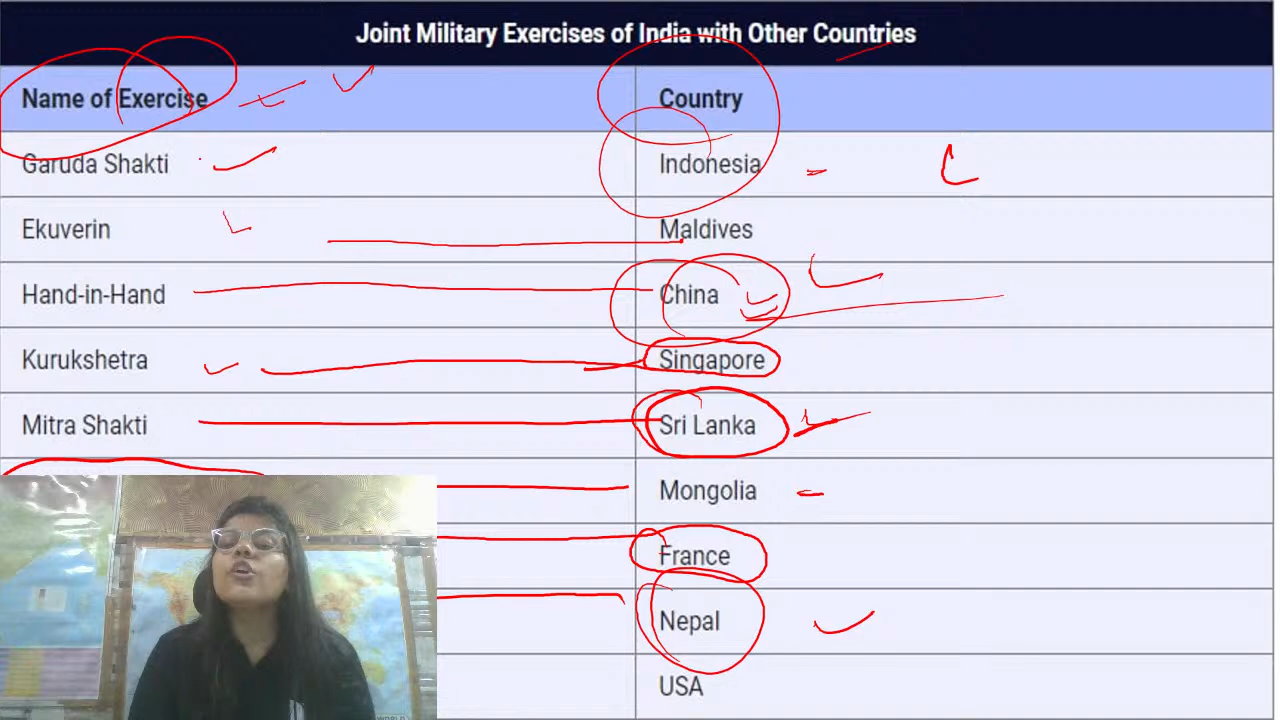 Joint Military Exercises of India with Other Countries
Name of Exercise Country
Garuda Shakti Indonesia
Ekuverin Maldives
Hand-in-Hand China
Kurukshetra Singapore
Mitra Shakti Sri Lanka
Mongolia
France
Nepal
USA